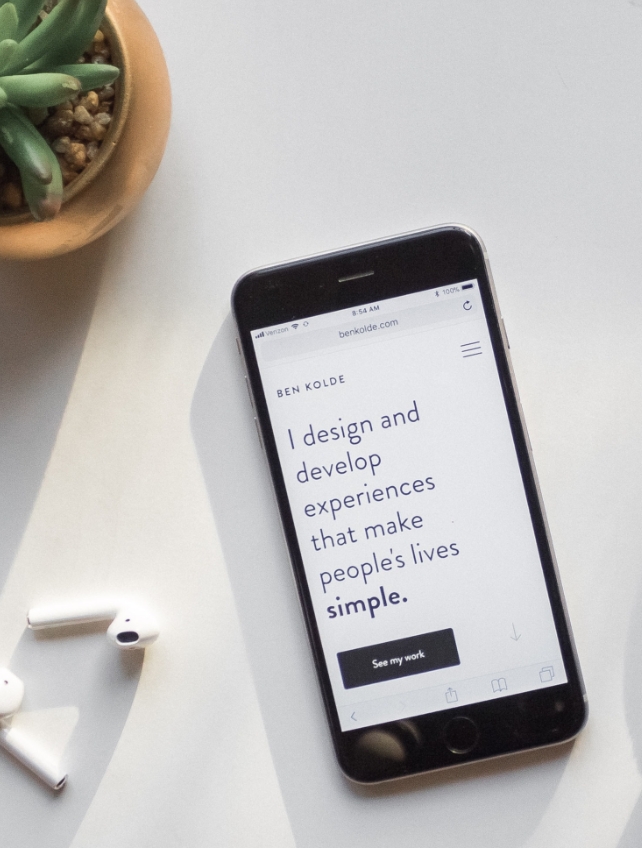 Verizon 8:54 AM 100%
benkolde.com
BEN KOLDE
I design and
develop
experiences
that make
people's lives
simple.
See my work